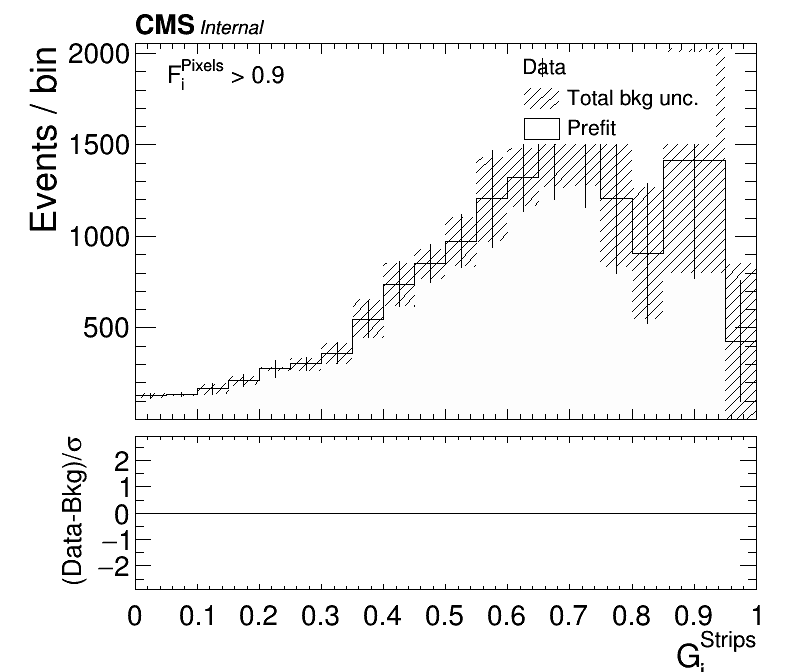 CMS Internal
2000
1500
1000
500
Events / bin
F_i^Pixels > 0.9
Data
Total bkg unc.
Prefit
2
1
0
−1
−2
(Data-Bkg)/σ
0 0.1 0.2 0.3 0.4 0.5 0.6 0.7 0.8 0.9 1
G_i^Strips